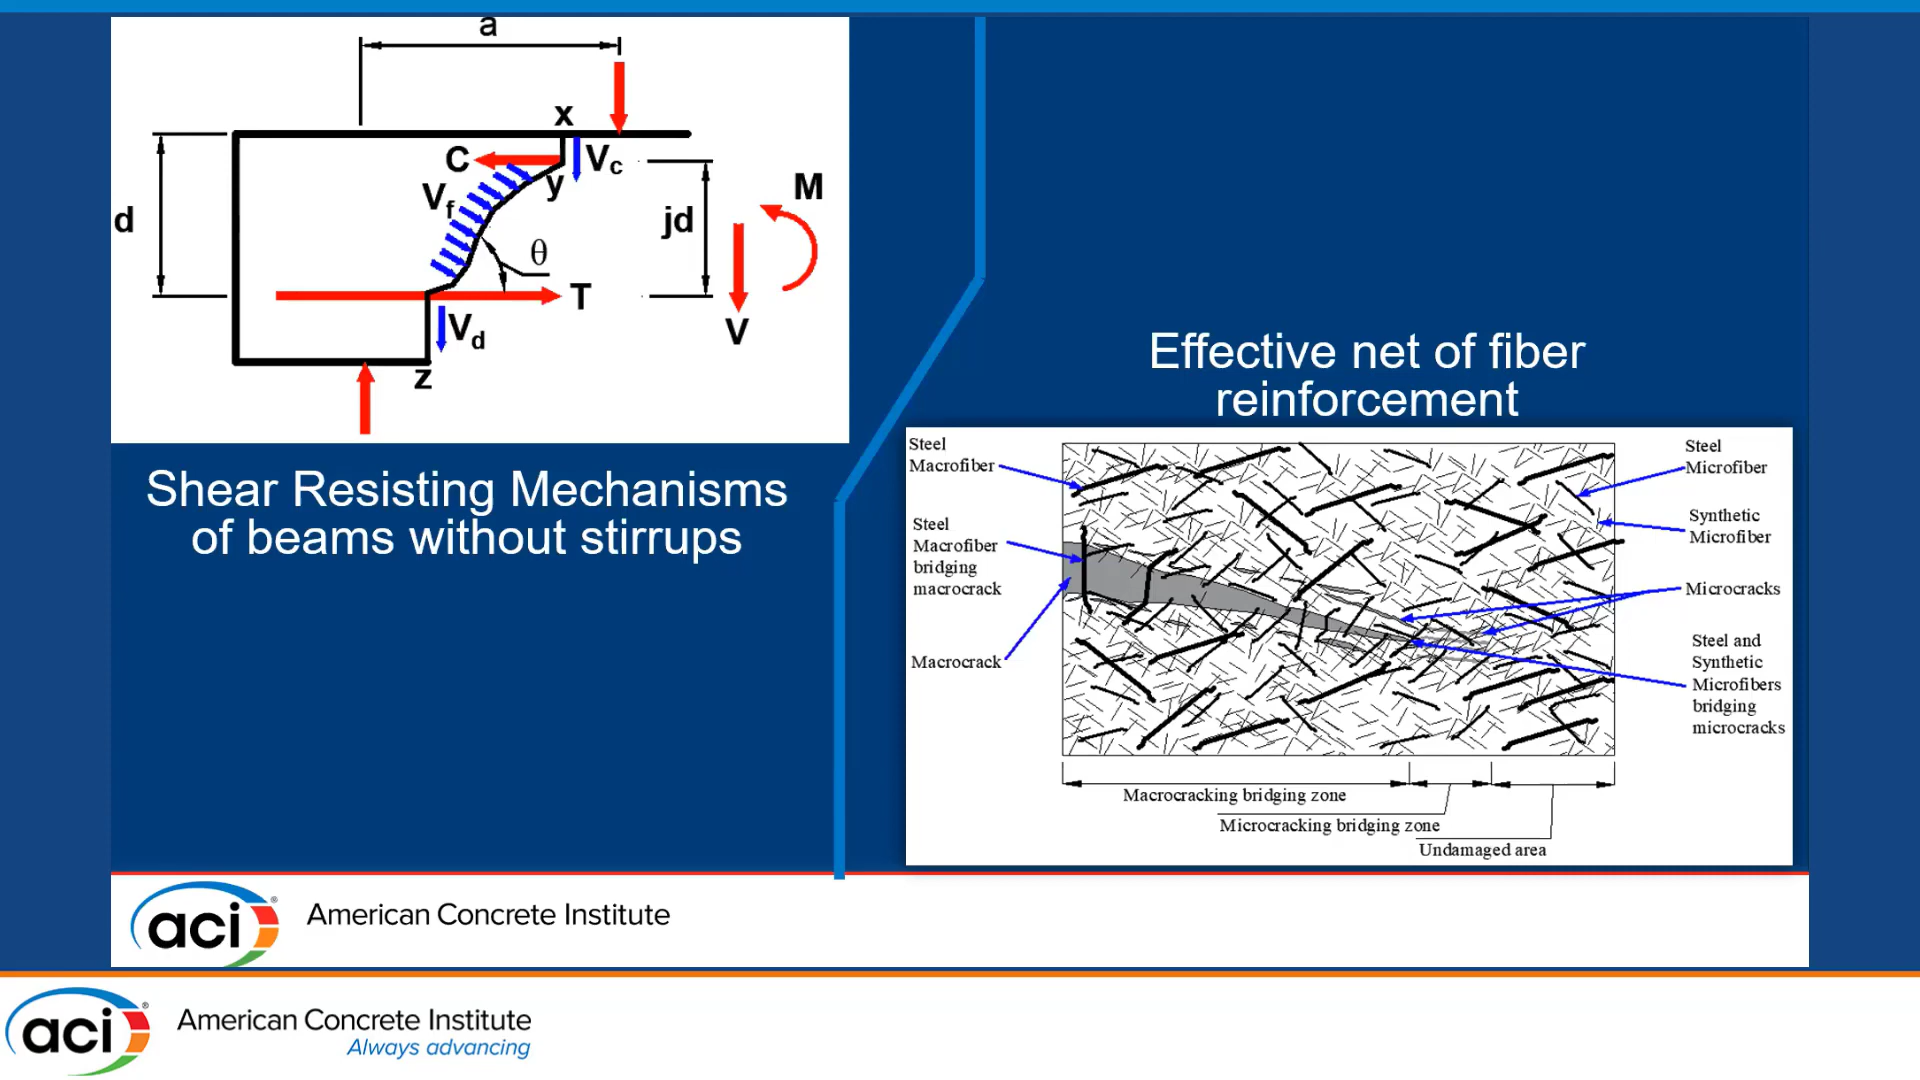 a
x
C
Vc
y
M
Vf
d
jd
θ
T
Vd
V
z
Shear Resisting Mechanisms
of beams without stirrups
Effective net of fiber
reinforcement
Steel
Macrofiber
Steel
Macrofiber
bridging
macrocrack
Macrocrack
Steel
Microfiber
Synthetic
Microfiber
Microcracks
Steel and
Synthetic
Microfibers
bridging
microcracks
Macrocracking bridging zone
Microcracking bridging zone
Undamaged area
aci®
American Concrete Institute
aci®
American Concrete Institute
Always advancing